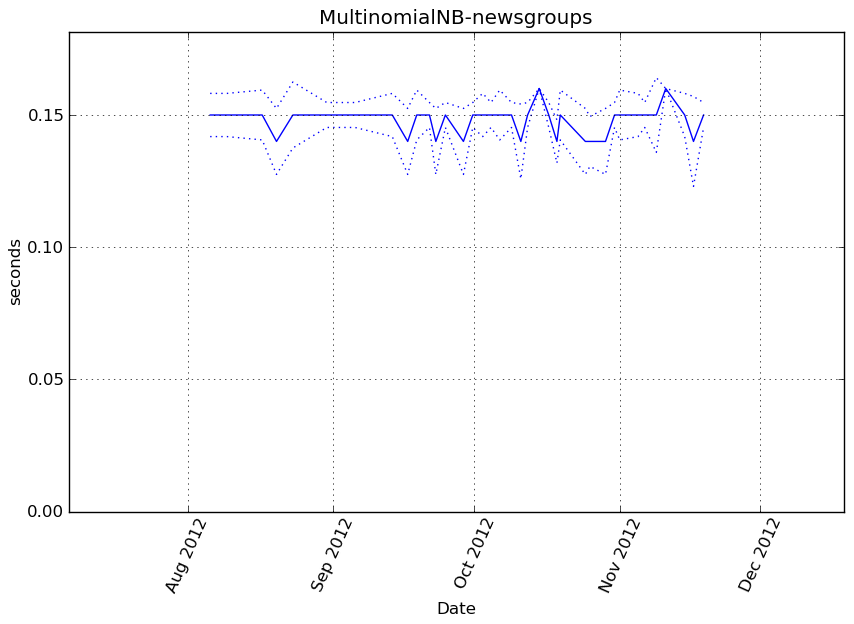 MultinomialNB-newsgroups
0.15
0.10
0.05
0.00
seconds
Aug 2012
Sep 2012
Oct 2012
Nov 2012
Dec 2012
Date